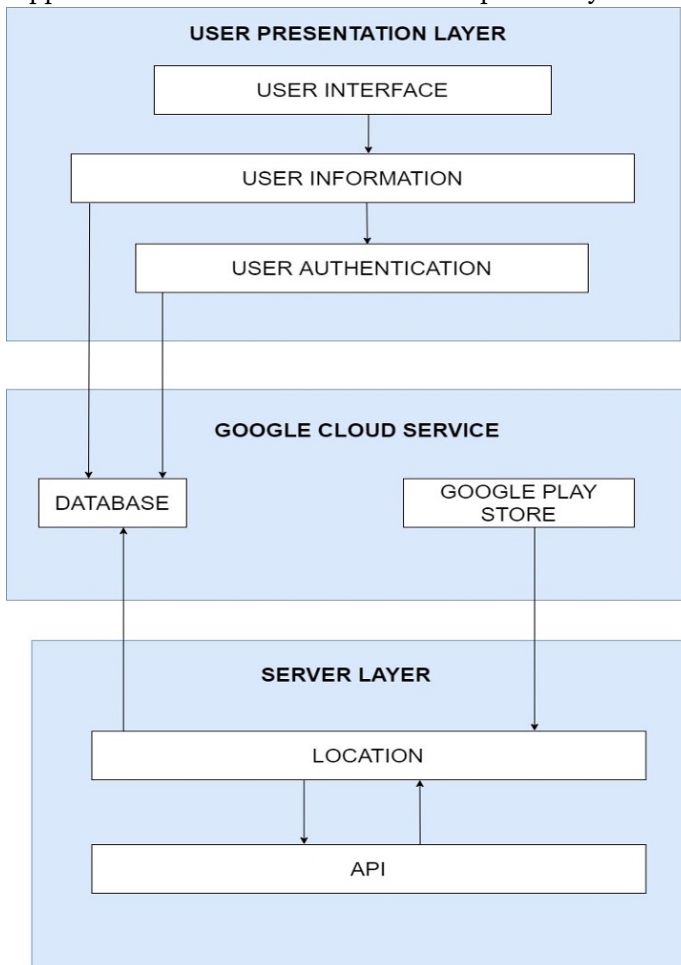 USER PRESENTATION LAYER
USER INTERFACE
USER INFORMATION
USER AUTHENTICATION
GOOGLE CLOUD SERVICE
DATABASE
GOOGLE PLAY
STORE
SERVER LAYER
LOCATION
API